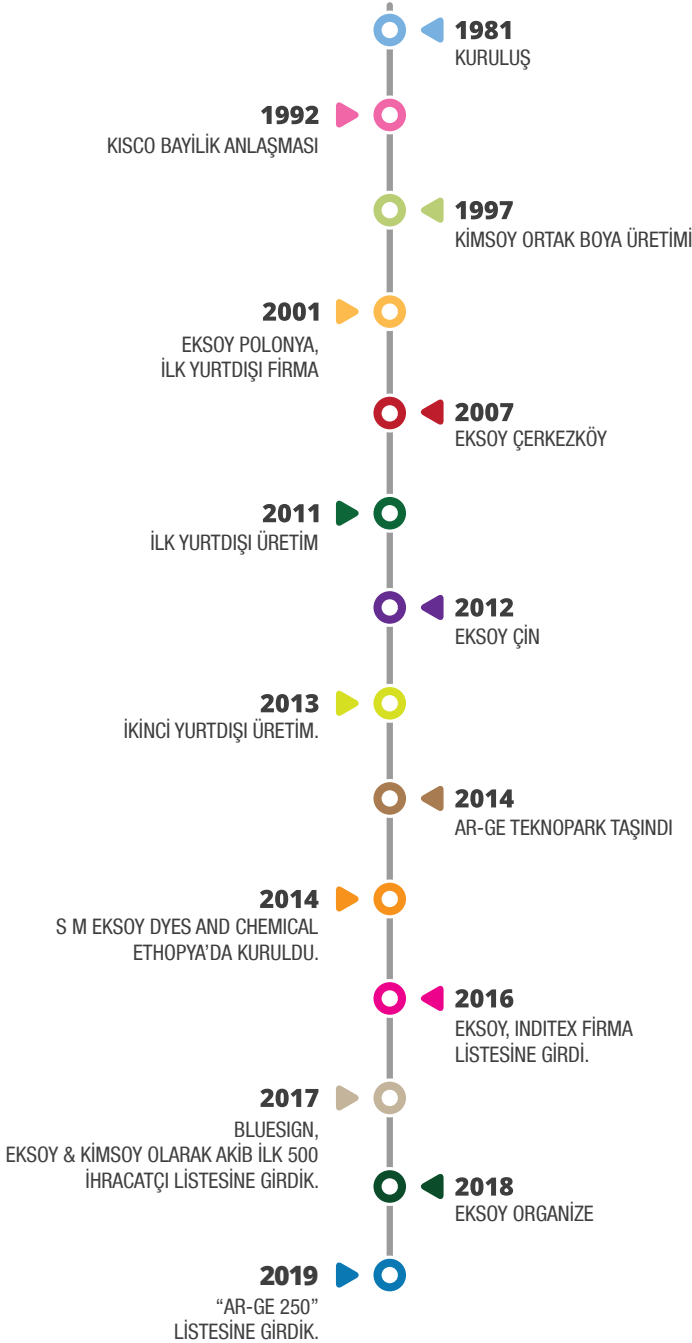 1981
KURULUŞ
1992
KISCO BAYİLİK ANLAŞMASI
1997
KİMSOY ORTAK BOYA ÜRETİMİ
2001
EKSOY POLONYA,
İLK YURTDIŞI FİRMA
2007
EKSOY ÇERKEZKÖY
2011
İLK YURTDIŞI ÜRETİM
2012
EKSOY ÇİN
2013
İKİNCİ YURTDIŞI ÜRETİM.
2014
AR-GE TEKNOPARK TAŞINDI
2014
S M EKSOY DYES AND CHEMICAL
ETHOPYA’DA KURULDU.
2016
EKSOY, INDITEX FİRMA
LİSTESİNE GİRDİ.
2017
BLUESIGN,
EKSOY & KİMSOY OLARAK AKİB İLK 500
İHRACATÇI LİSTESİNE GİRDİK.
2018
EKSOY ORGANİZE
2019
“AR-GE 250”
LİSTESİNE GİRDİK.